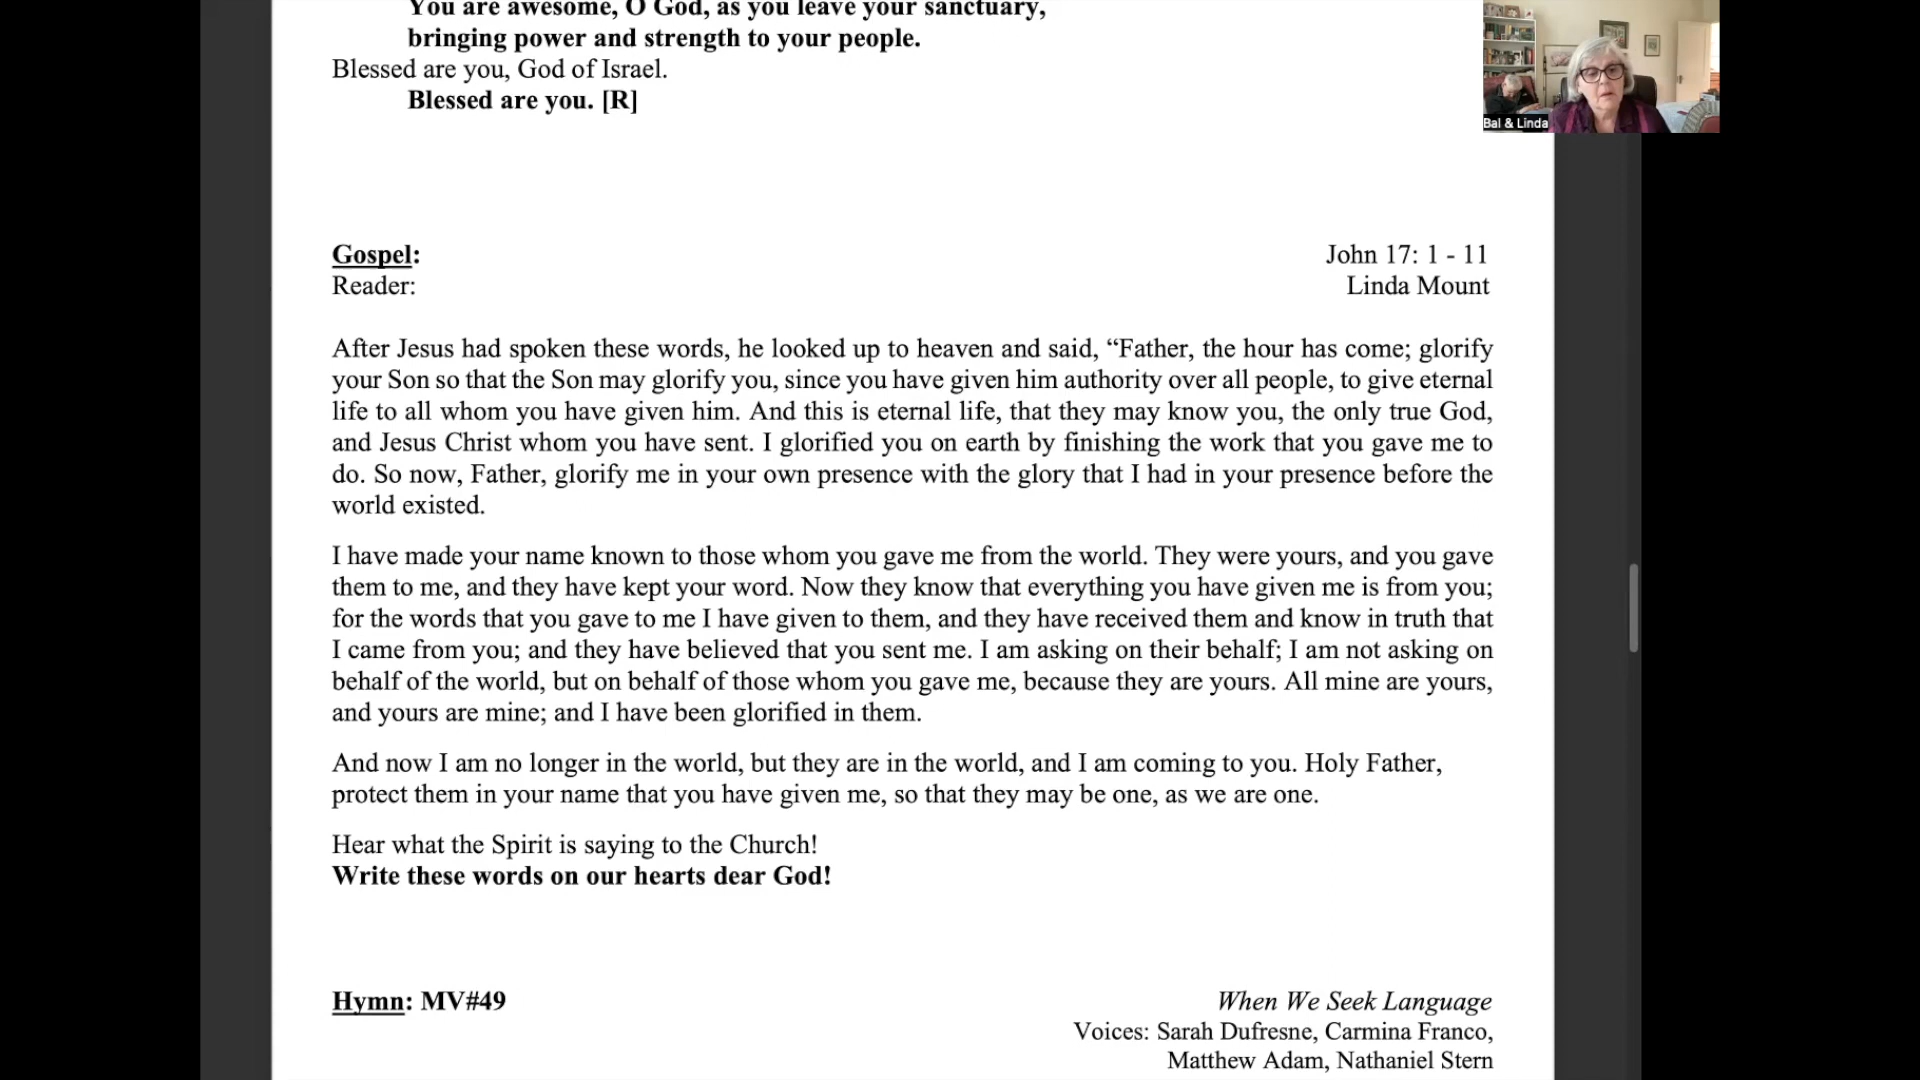 You are awesome, O God, as you leave your sanctuary,
bringing power and strength to your people.
Blessed are you, God of Israel.
Blessed are you. [R]
Bal & Linda
Gospel: John 17: 1 - 11
Reader: Linda Mount
After Jesus had spoken these words, he looked up to heaven and said, “Father, the hour has come; glorify
your Son so that the Son may glorify you, since you have given him authority over all people, to give eternal
life to all whom you have given him. And this is eternal life, that they may know you, the only true God,
and Jesus Christ whom you have sent. I glorified you on earth by finishing the work that you gave me to
do. So now, Father, glorify me in your own presence with the glory that I had in your presence before the
world existed.
I have made your name known to those whom you gave me from the world. They were yours, and you gave
them to me, and they have kept your word. Now they know that everything you have given me is from you;
for the words that you gave to me I have given to them, and they have received them and know in truth that
I came from you; and they have believed that you sent me. I am asking on their behalf; I am not asking on
behalf of the world, but on behalf of those whom you gave me, because they are yours. All mine are yours,
and yours are mine; and I have been glorified in them.
And now I am no longer in the world, but they are in the world, and I am coming to you. Holy Father,
protect them in your name that you have given me, so that they may be one, as we are one.
Hear what the Spirit is saying to the Church!
Write these words on our hearts dear God!
Hymn: MV#49 When We Seek Language
Voices: Sarah Dufresne, Carmina Franco,
Matthew Adam, Nathaniel Stern